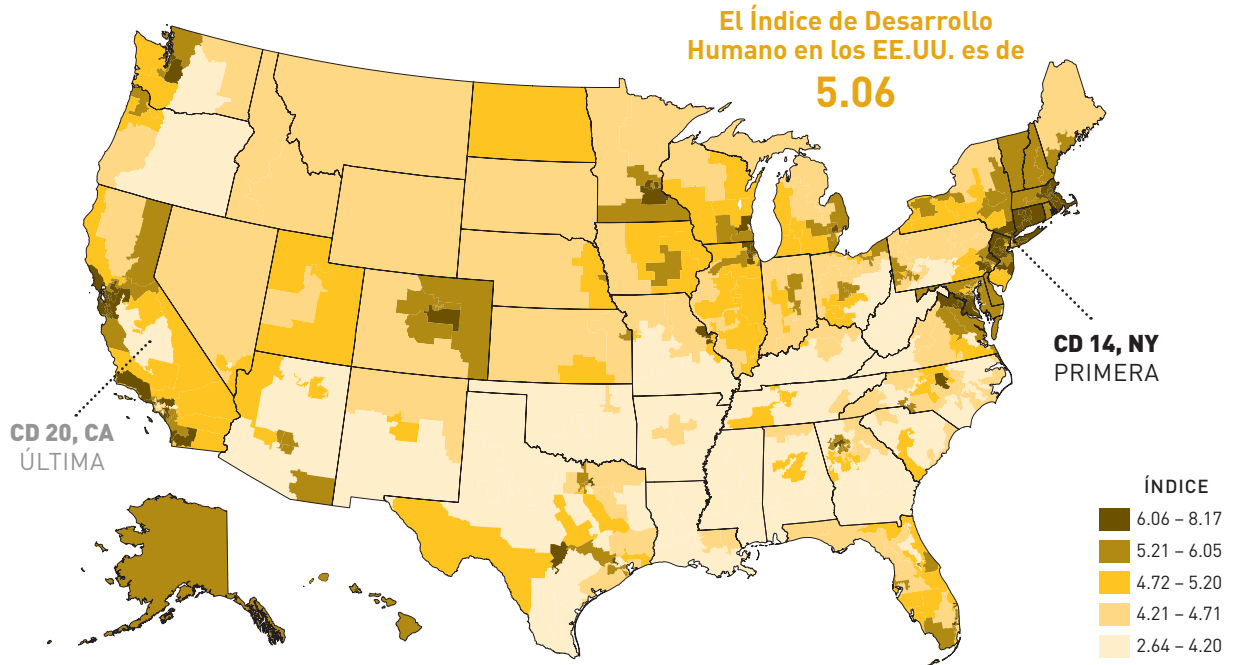 El Índice de Desarrollo
Humano en los EE.UU. es de
5.06
CD 14, NY
PRIMERA
CD 20, CA
ÚLTIMA
ÍNDICE
6.06 – 8.17
5.21 – 6.05
4.72 – 5.20
4.21 – 4.71
2.64 – 4.20